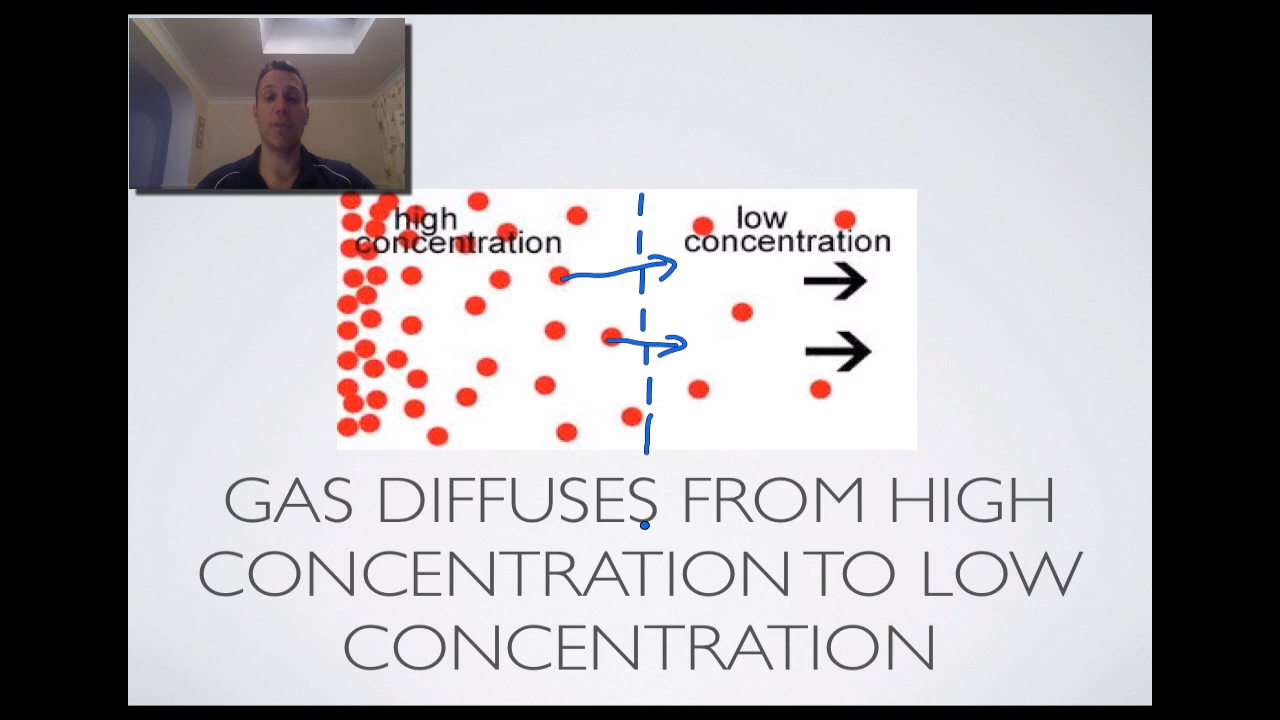 high
concentration
low
concentration
GAS DIFFUSES FROM HIGH
CONCENTRATION TO LOW
CONCENTRATION